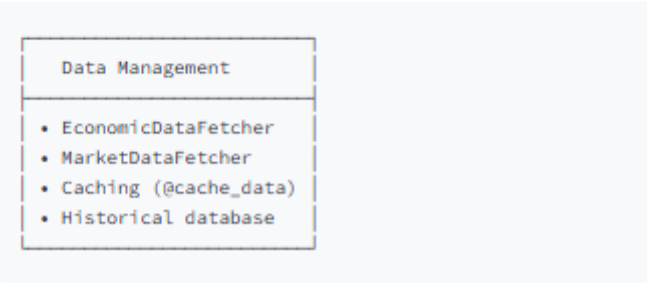 Data Management
• EconomicDataFetcher
• MarketDataFetcher
• Caching (@cache_data)
• Historical database